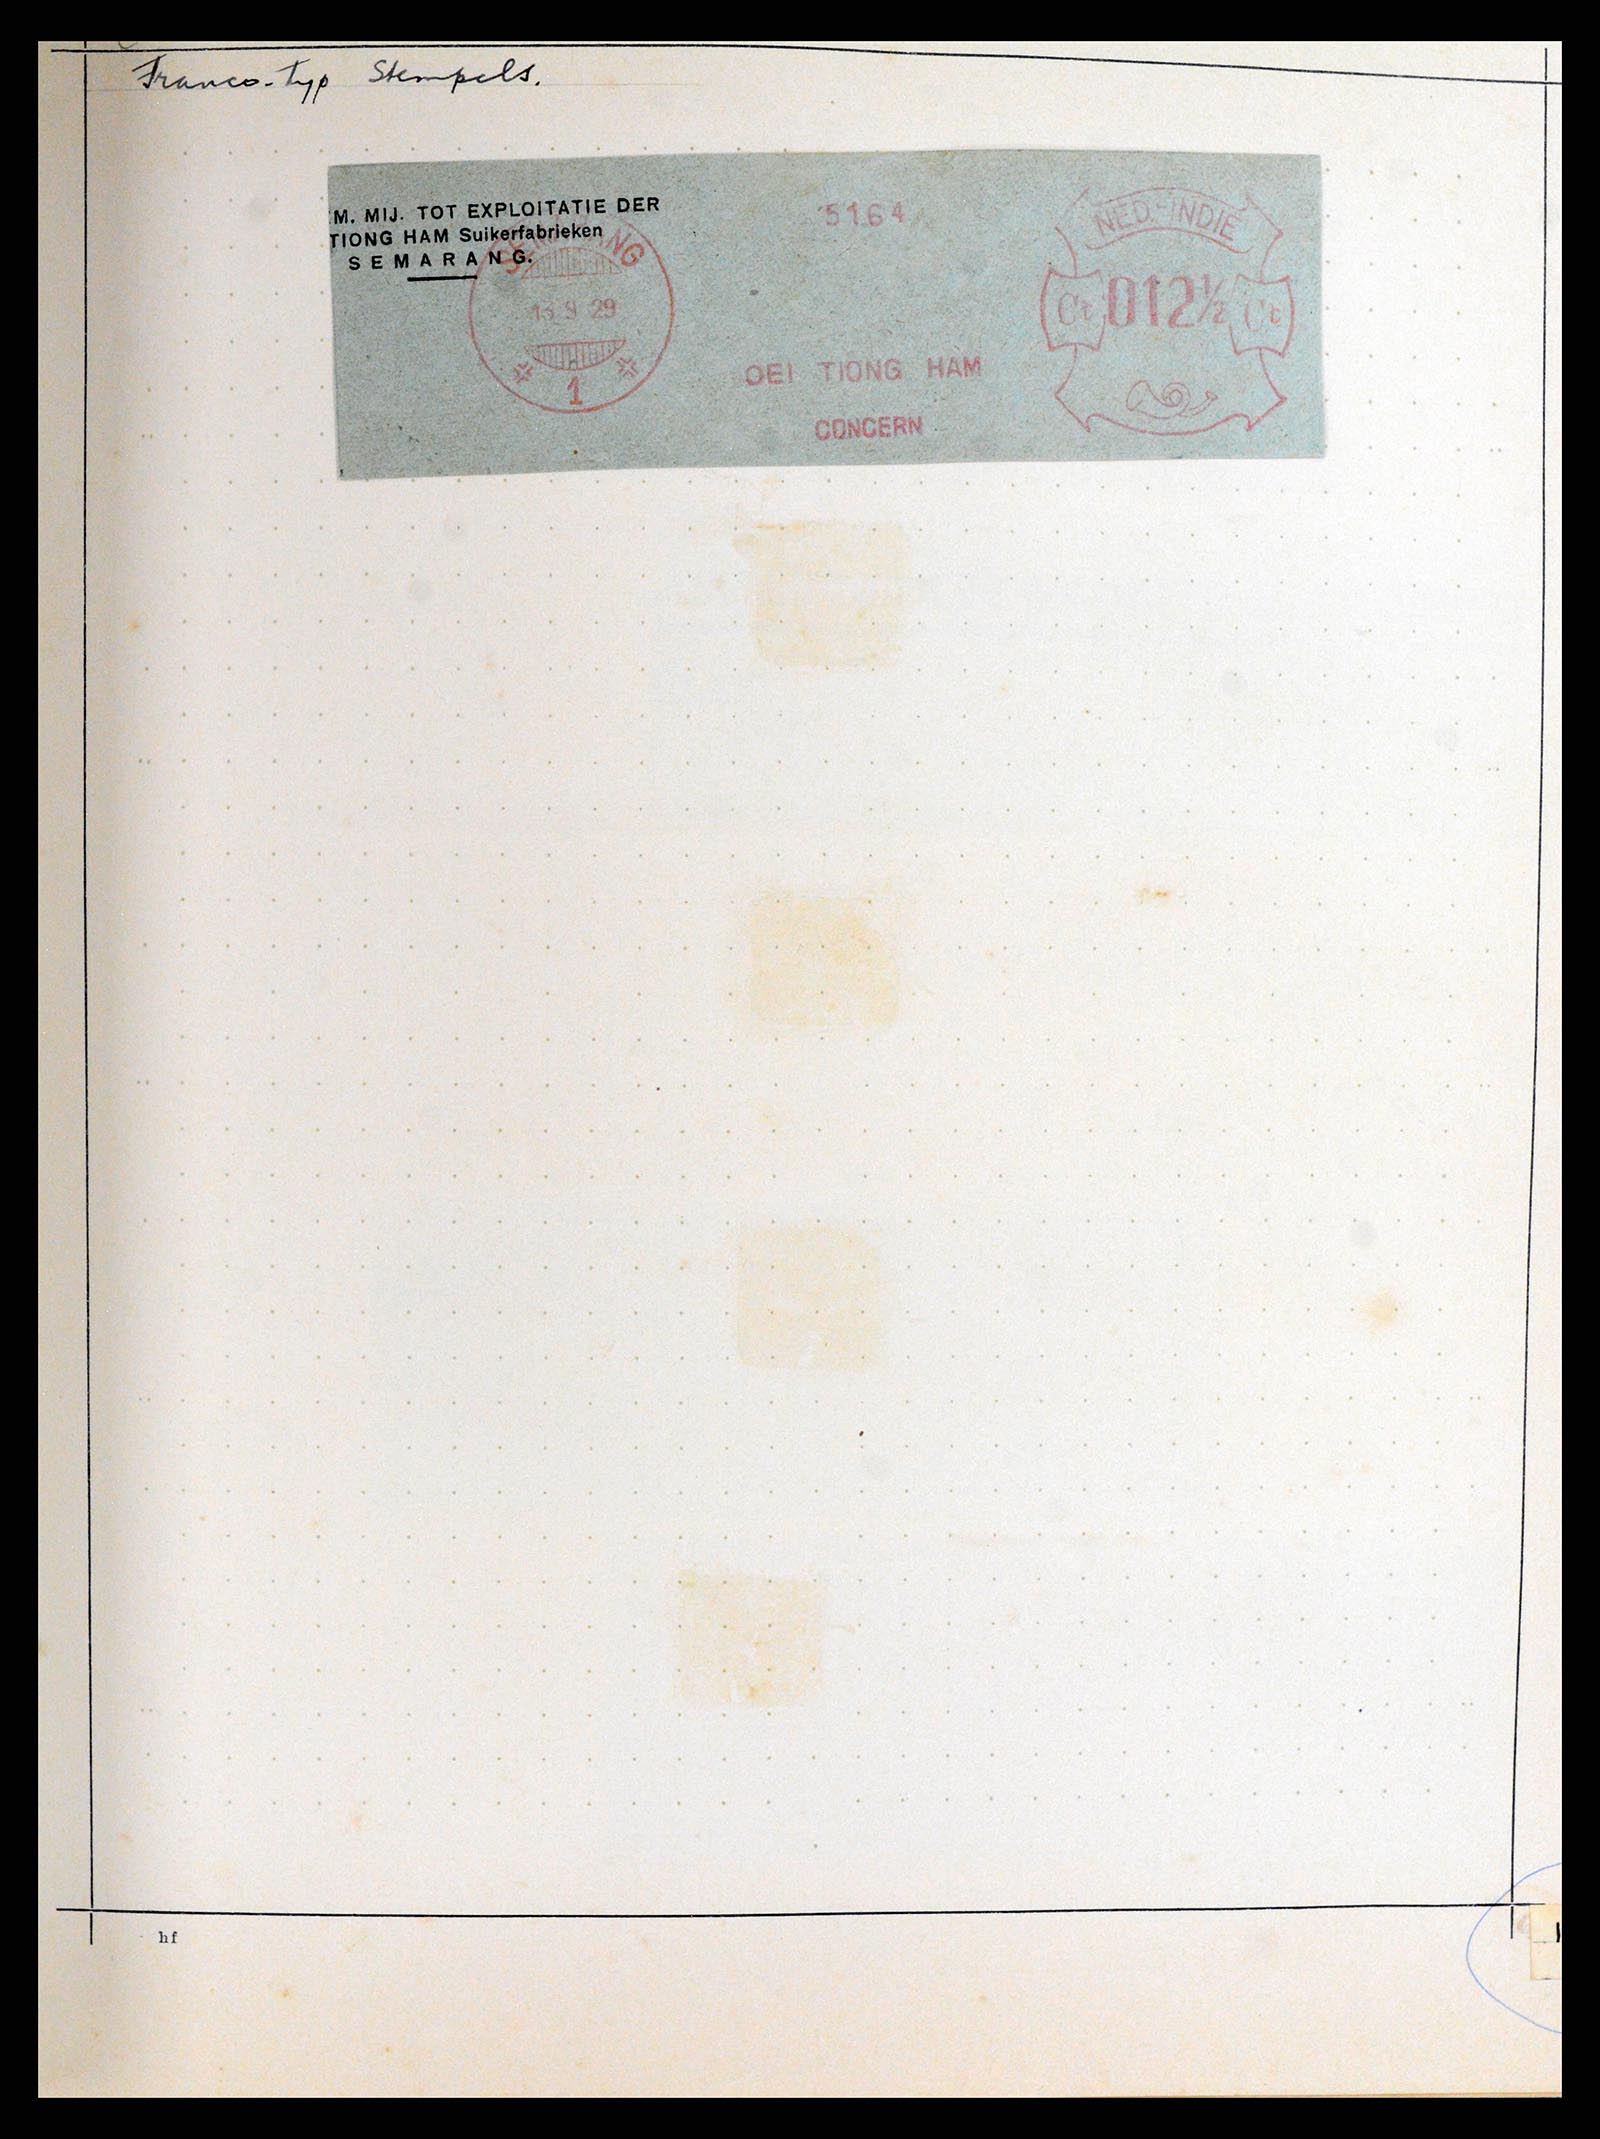 Franco-Typ Stempels.
M. MIJ. TOT EXPLOITATIE DER
TIONG HAM Suikerfabrieken
SEMARANG.
SEMARANG
13 9 29
1
5164
OEI TIONG HAM
CONCERN
NED.-INDIE
Ct 012½ Ct
hf